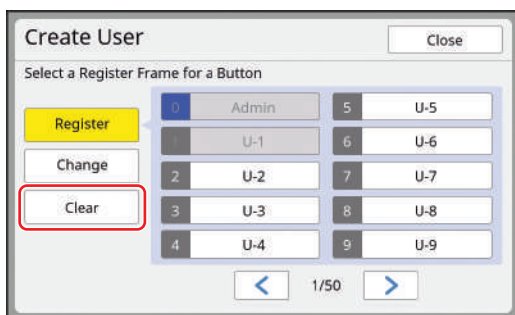 Create User
Close
Select a Register Frame for a Button
Register
Change
Clear
0 Admin
1 U-1
2 U-2
3 U-3
4 U-4
5 U-5
6 U-6
7 U-7
8 U-8
9 U-9
< 1/50 >